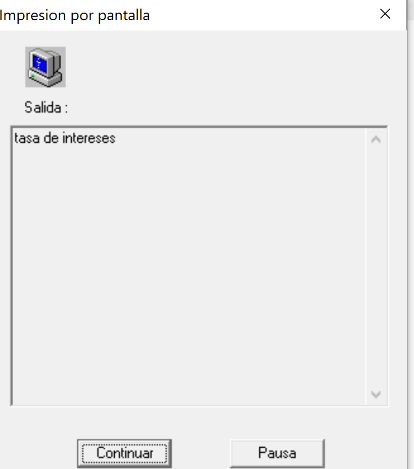 Impresion por pantalla
Salida :
tasa de intereses
Continuar
Pausa